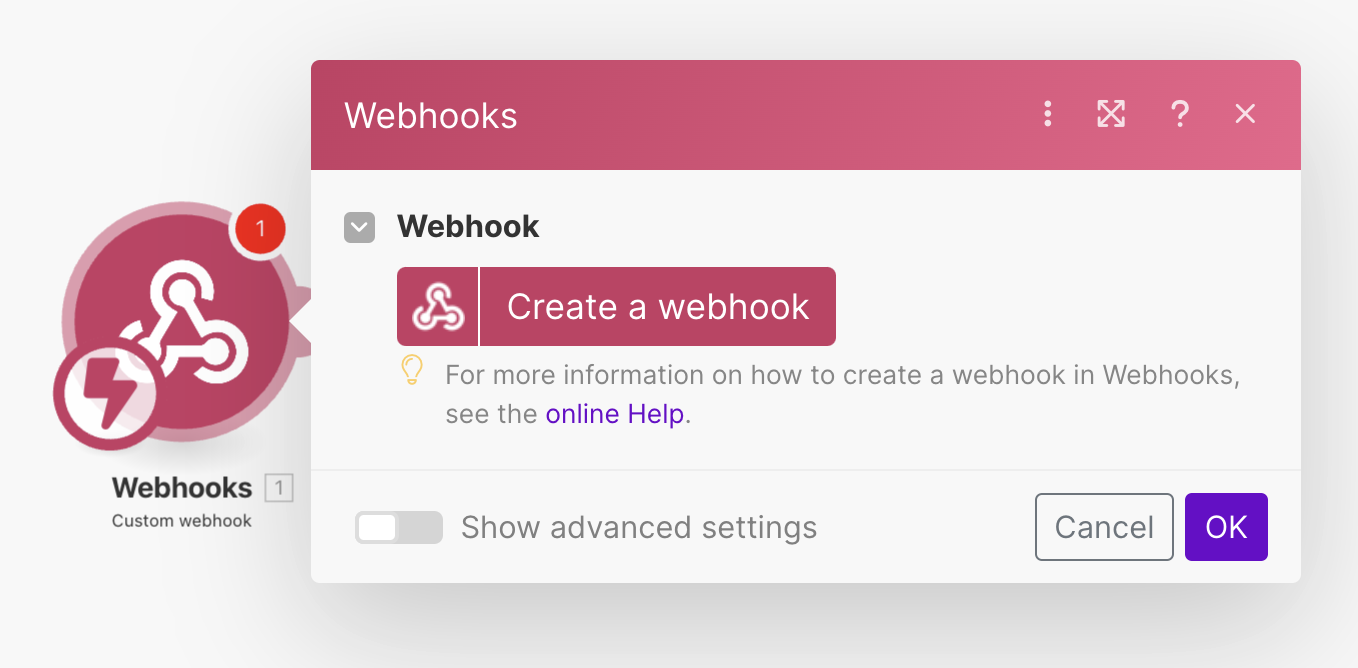 Webhooks
1
Webhook
Create a webhook
For more information on how to create a webhook in Webhooks,
see the online Help.
Webhooks 1
Custom webhook
Show advanced settings
Cancel
OK